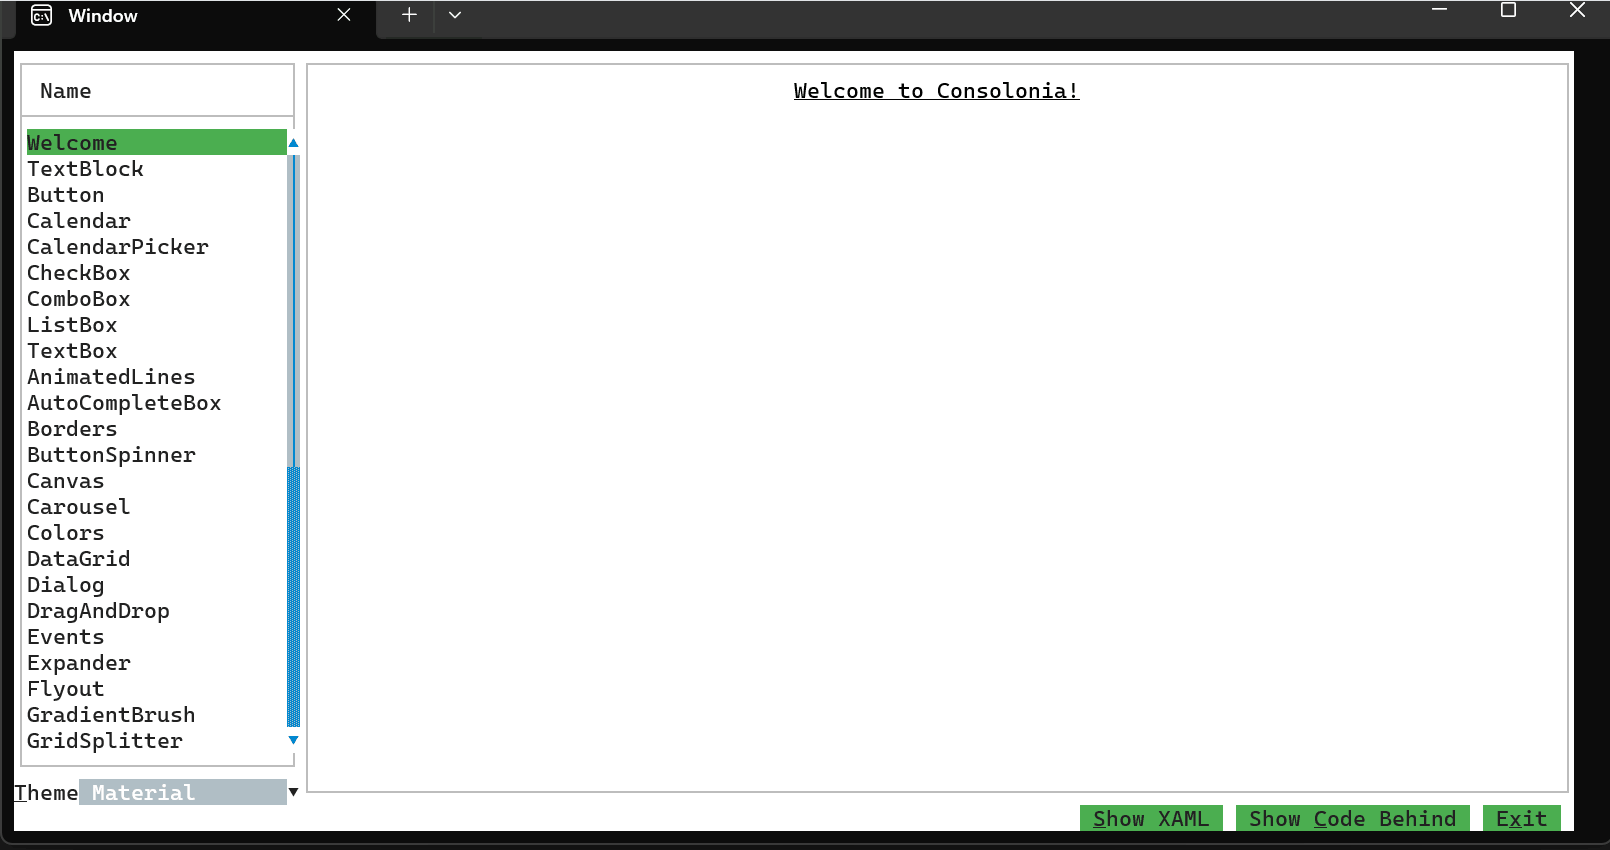 Window
Name
Welcome to Consolonia!
Welcome
TextBlock
Button
Calendar
CalendarPicker
CheckBox
ComboBox
ListBox
TextBox
AnimatedLines
AutoCompleteBox
Borders
ButtonSpinner
Canvas
Carousel
Colors
DataGrid
Dialog
DragAndDrop
Events
Expander
Flyout
GradientBrush
GridSplitter
Theme Material
Show XAML Show Code Behind Exit